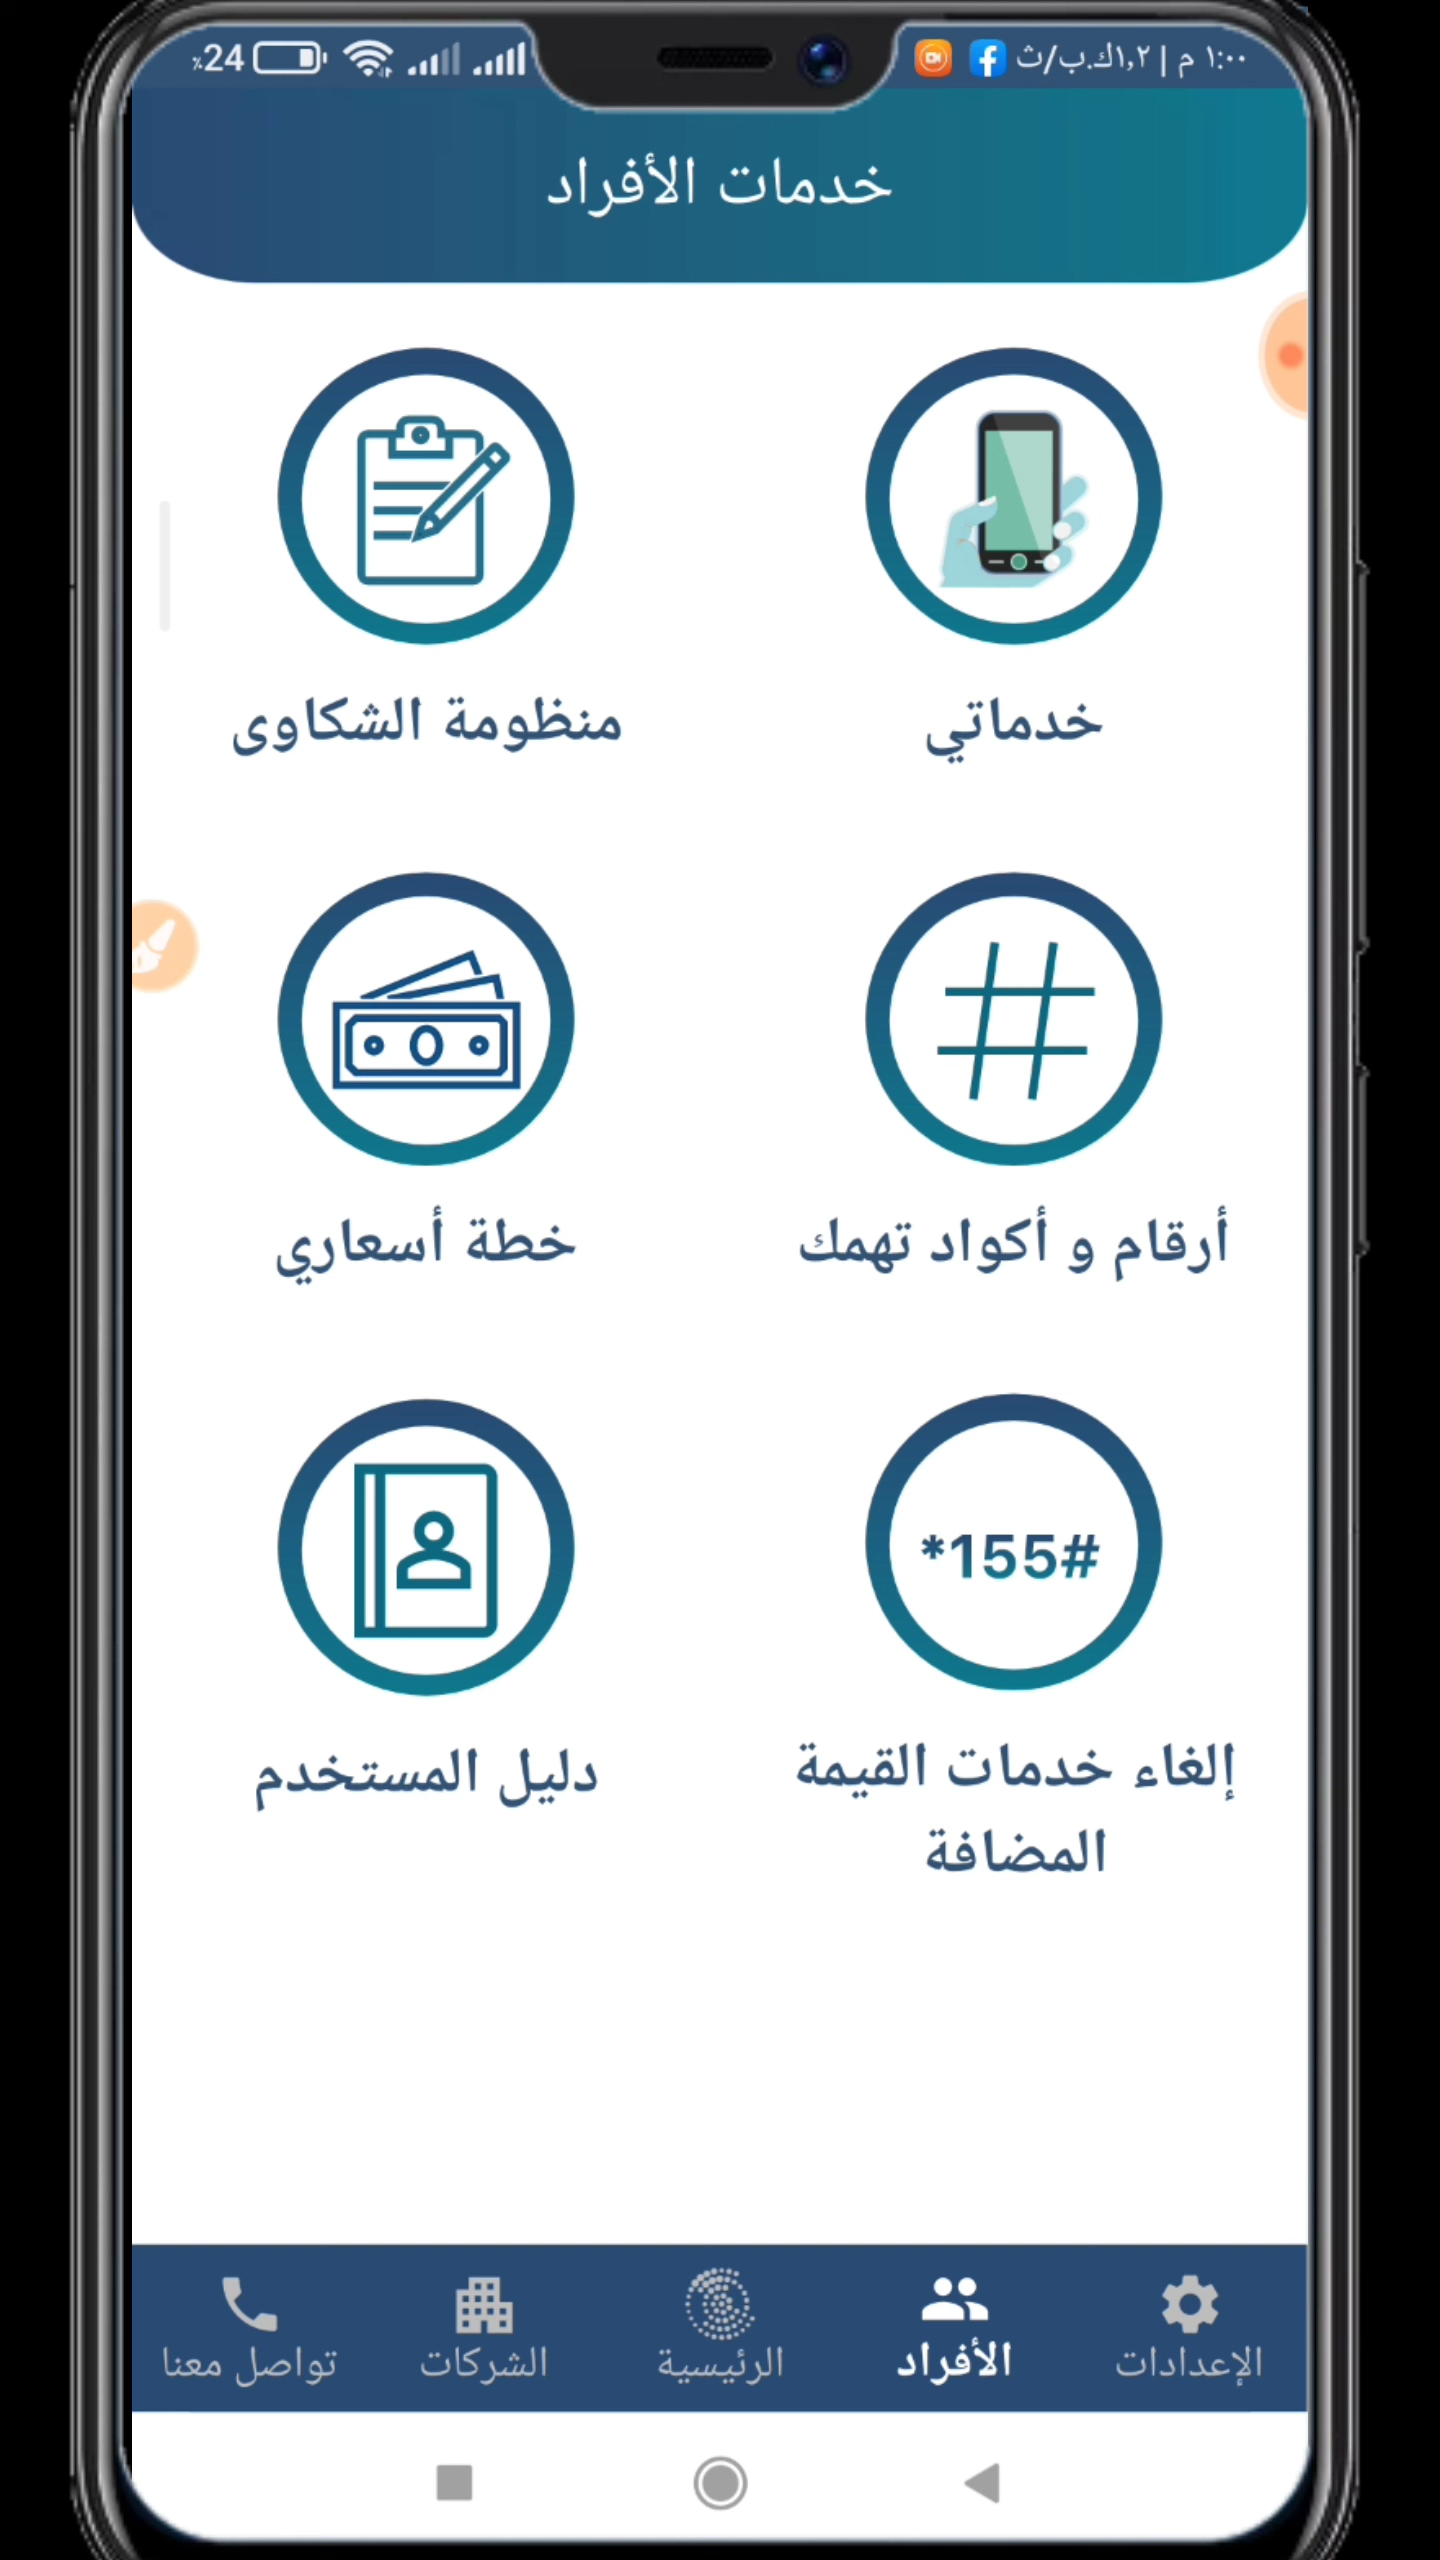 ١:٠٠ م | ١,٢ك.ب/ث
24٪
خدمات الأفراد
خدماتي
منظومة الشكاوى
أرقام و أكواد تهمك
خطة أسعاري
*155#
إلغاء خدمات القيمة
المضافة
دليل المستخدم
الإعدادات
الأفراد
الرئيسية
الشركات
تواصل معنا